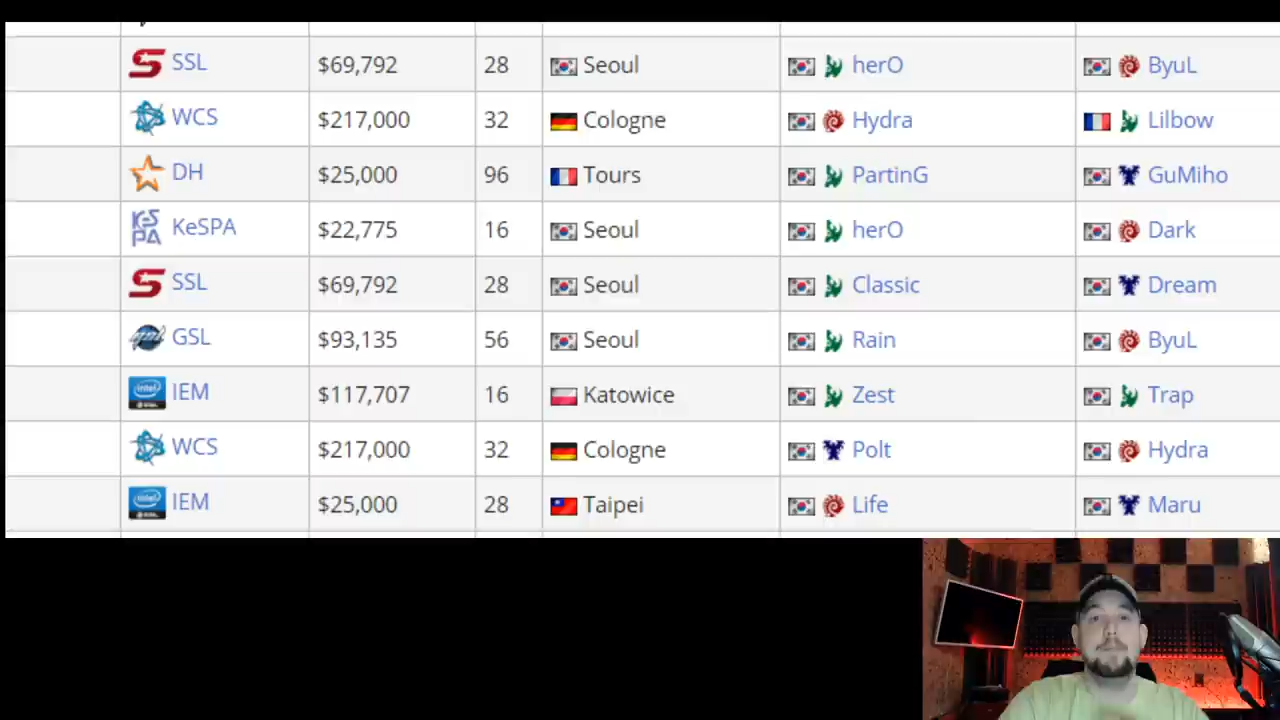 SSL $69,792 28 Seoul herO ByuL
WCS $217,000 32 Cologne Hydra Lilbow
DH $25,000 96 Tours PartinG GuMiho
KeSPA KeSPA $22,775 16 Seoul herO Dark
SSL $69,792 28 Seoul Classic Dream
GSL $93,135 56 Seoul Rain ByuL
intel IEM $117,707 16 Katowice Zest Trap
WCS $217,000 32 Cologne Polt Hydra
intel IEM $25,000 28 Taipei Life Maru